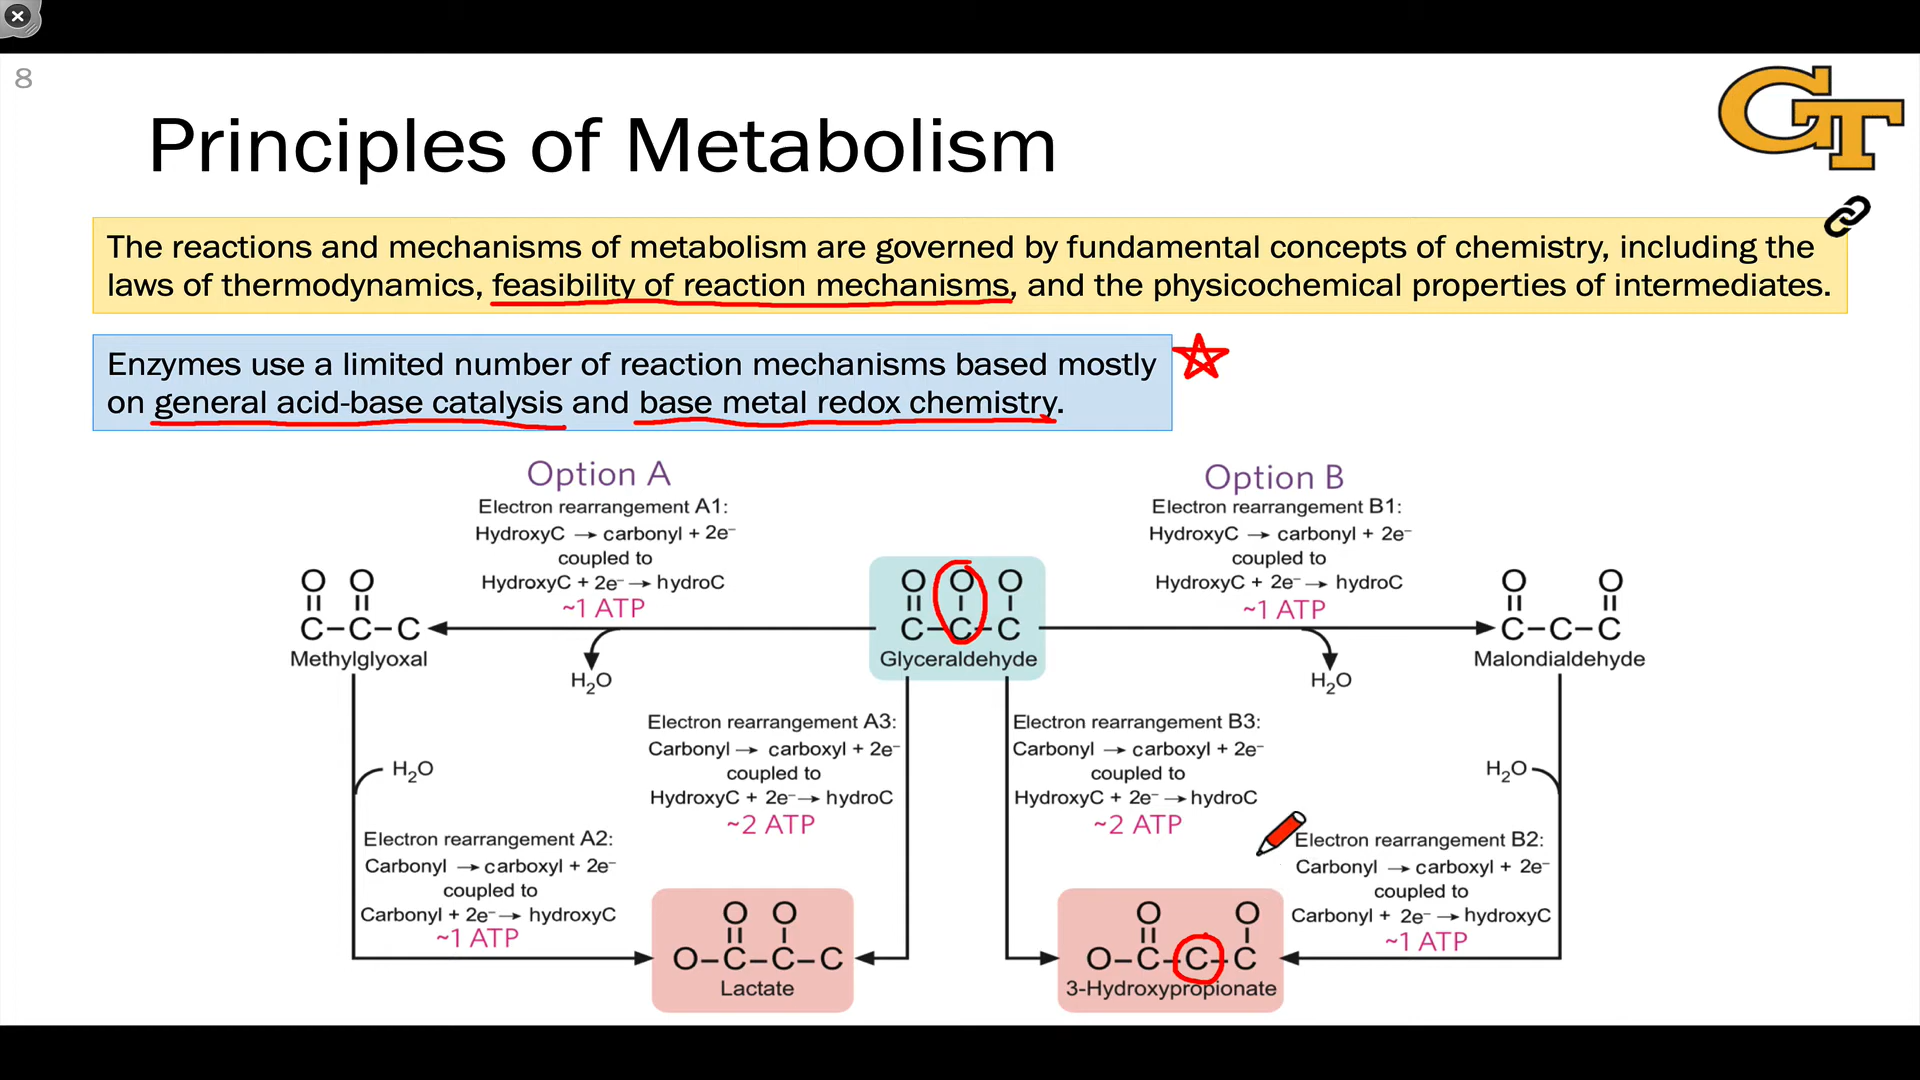 8
GT
Principles of Metabolism
The reactions and mechanisms of metabolism are governed by fundamental concepts of chemistry, including the
laws of thermodynamics, feasibility of reaction mechanisms, and the physicochemical properties of intermediates.
Enzymes use a limited number of reaction mechanisms based mostly
on general acid-base catalysis and base metal redox chemistry.
Option A
Electron rearrangement A1:
HydroxyC → carbonyl + 2e⁻
coupled to
HydroxyC + 2e⁻ → hydroC
~1 ATP
H₂O
Option B
Electron rearrangement B1:
HydroxyC → carbonyl + 2e⁻
coupled to
HydroxyC + 2e⁻ → hydroC
~1 ATP
H₂O
O O
C–C–C
Methylglyoxal
O O O
C–C–C
Glyceraldehyde
O O
C–C–C
Malondialdehyde
H₂O
Electron rearrangement A2:
Carbonyl → carboxyl + 2e⁻
coupled to
Carbonyl + 2e⁻ → hydroxyC
~1 ATP
Electron rearrangement A3:
Carbonyl → carboxyl + 2e⁻
coupled to
HydroxyC + 2e⁻ → hydroC
~2 ATP
Electron rearrangement B3:
Carbonyl → carboxyl + 2e⁻
coupled to
HydroxyC + 2e⁻ → hydroC
~2 ATP
H₂O
Electron rearrangement B2:
Carbonyl → carboxyl + 2e⁻
coupled to
Carbonyl + 2e⁻ → hydroxyC
~1 ATP
O O
O–C–C–C
Lactate
O O
O–C–C–C
3-Hydroxypropionate